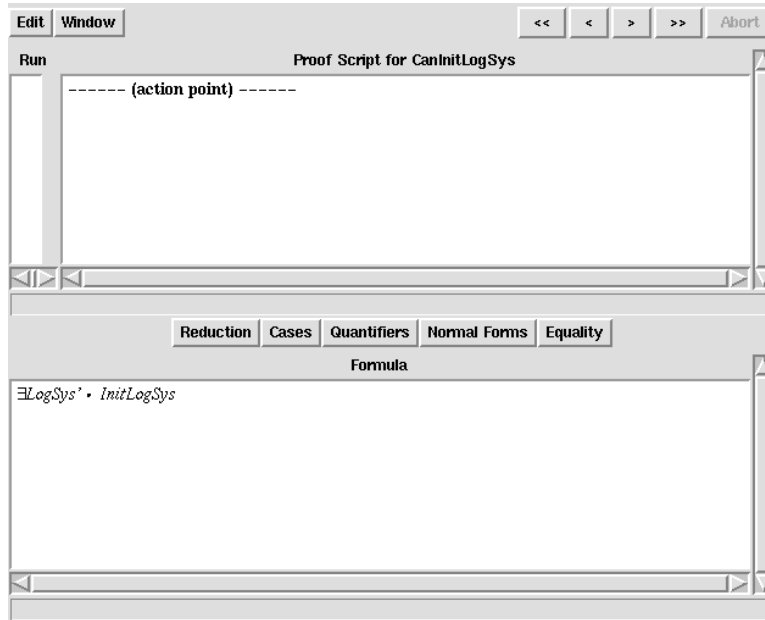 Edit Window << < > >> Abort
Run Proof Script for CanInitLogSys
------ (action point) ------
Reduction Cases Quantifiers Normal Forms Equality
Formula
∃LogSys' • InitLogSys